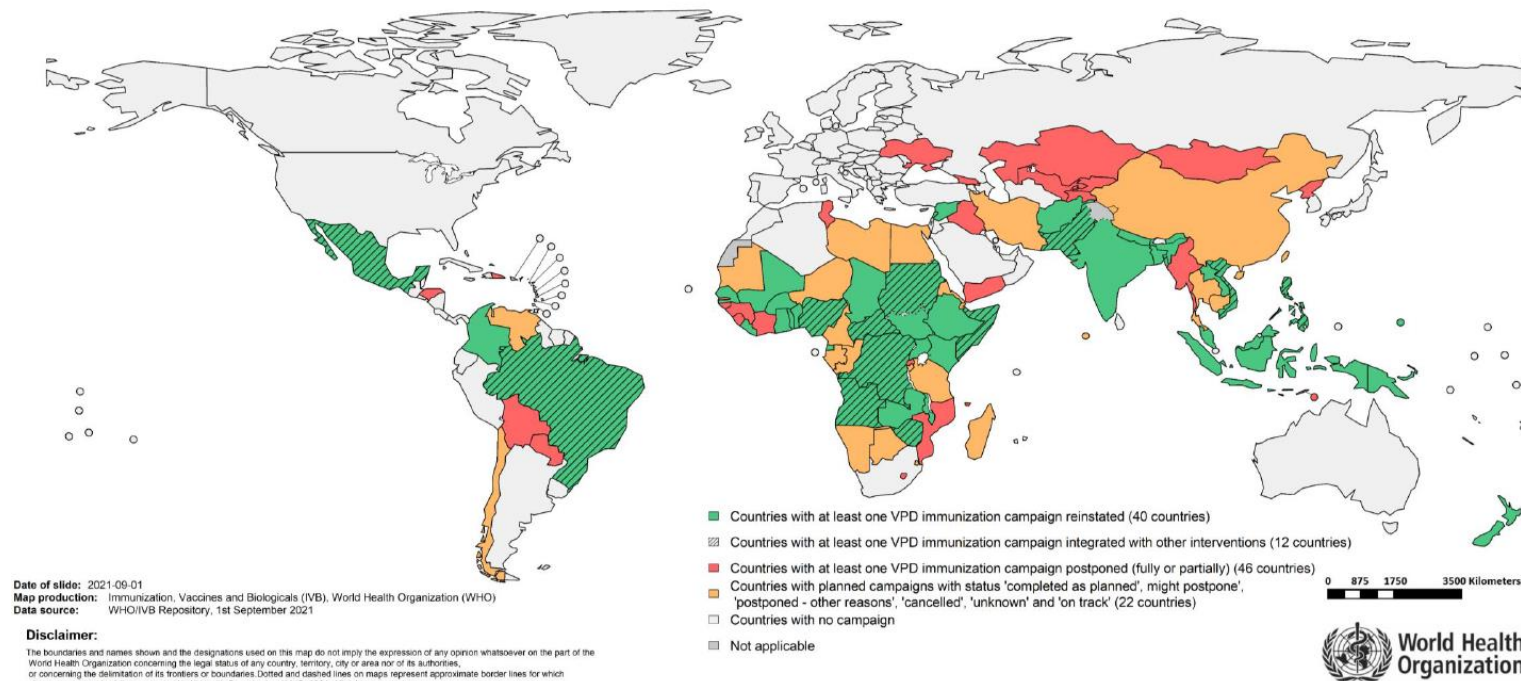 Countries with at least one VPD immunization campaign reinstated (40 countries)
Countries with at least one VPD immunization campaign integrated with other interventions (12 countries)
Countries with at least one VPD immunization campaign postponed (fully or partially) (46 countries)
Countries with planned campaigns with status 'completed as planned', might postpone',
'postponed - other reasons', 'cancelled', 'unknown' and 'on track' (22 countries)
Countries with no campaign
Not applicable
0 875 1750 3500 Kilometers
Date of slide: 2021-09-01
Map production: Immunization, Vaccines and Biologicals (IVB), World Health Organization (WHO)
Data source: WHO/IVB Repository, 1st September 2021
Disclaimer:
The boundaries and names shown and the designations used on this map do not imply the expression of any opinion whatsoever on the part of the
World Health Organization concerning the legal status of any country, territory, city or area nor of its authorities,
or concerning the delimitation of its frontiers or boundaries. Dotted and dashed lines on maps represent approximate border lines for which
World Health
Organization